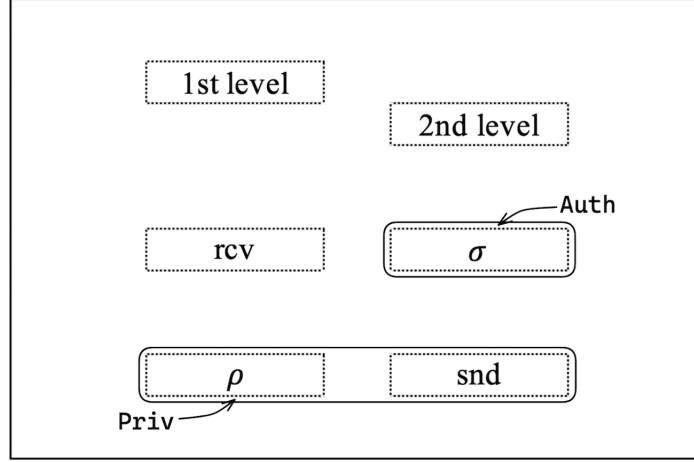 1st level
2nd level
Auth
rcv
σ
ρ
snd
Priv